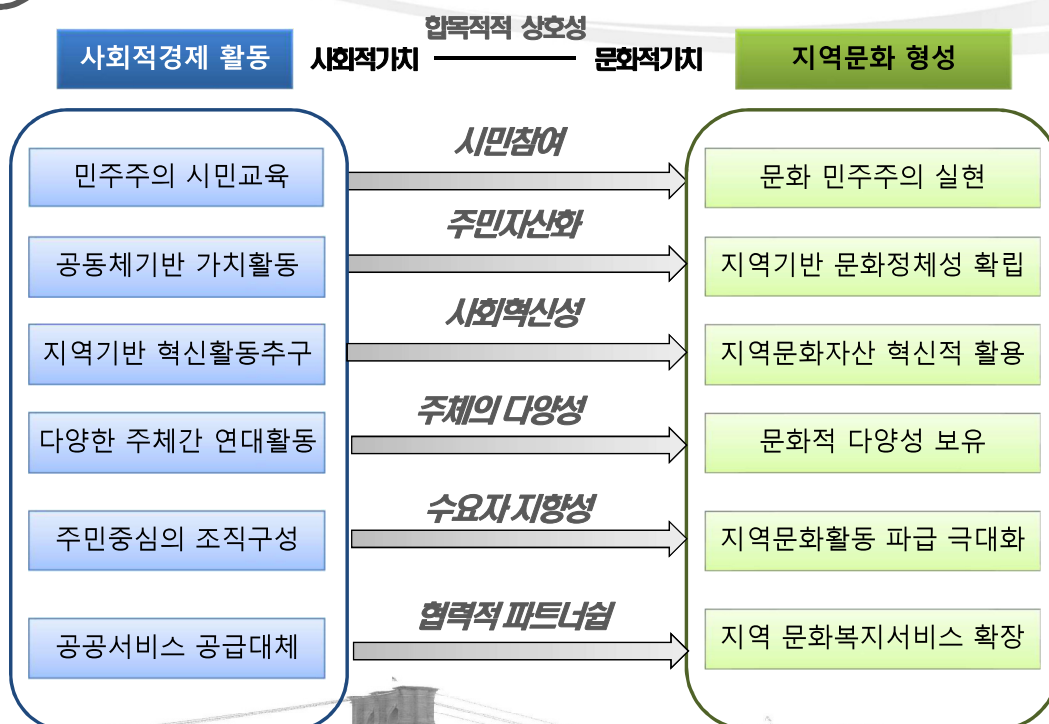 합목적적 상호성
사회적경제 활동 사회적가치 문화적가치 지역문화 형성
시민참여
민주주의 시민교육 문화 민주주의 실현
주민자산화
공동체기반 가치활동 지역기반 문화정체성 확립
사회혁신성
지역기반 혁신활동추구 지역문화자산 혁신적 활용
주체의 다양성
다양한 주체간 연대활동 문화적 다양성 보유
수요자 지향성
주민중심의 조직구성 지역문화활동 파급 극대화
협력적 파트너쉽
공공서비스 공급대체 지역 문화복지서비스 확장